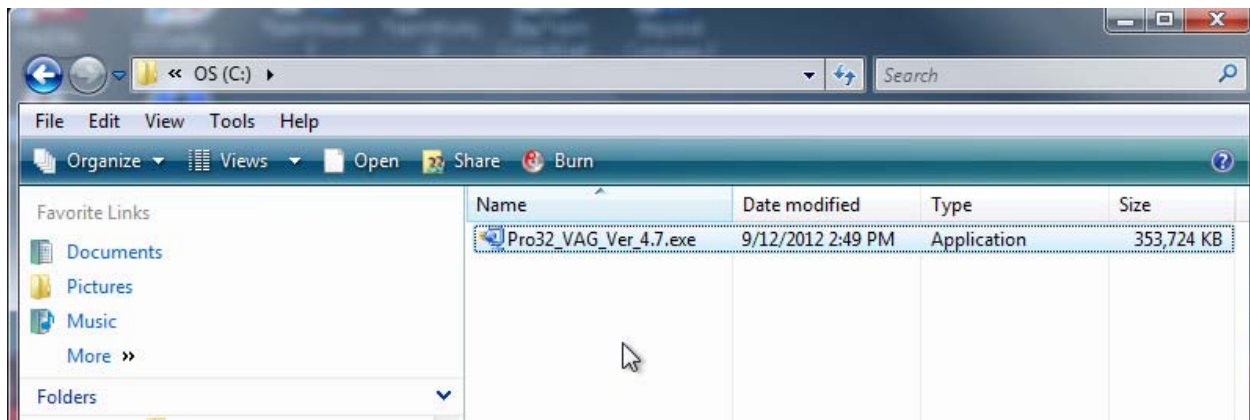 « OS (C:) ▸ Search
File Edit View Tools Help
Organize Views Open Share Burn
Favorite Links
Documents
Pictures
Music
More »
Folders
Name Date modified Type Size
Pro32_VAG_Ver_4.7.exe 9/12/2012 2:49 PM Application 353,724 KB